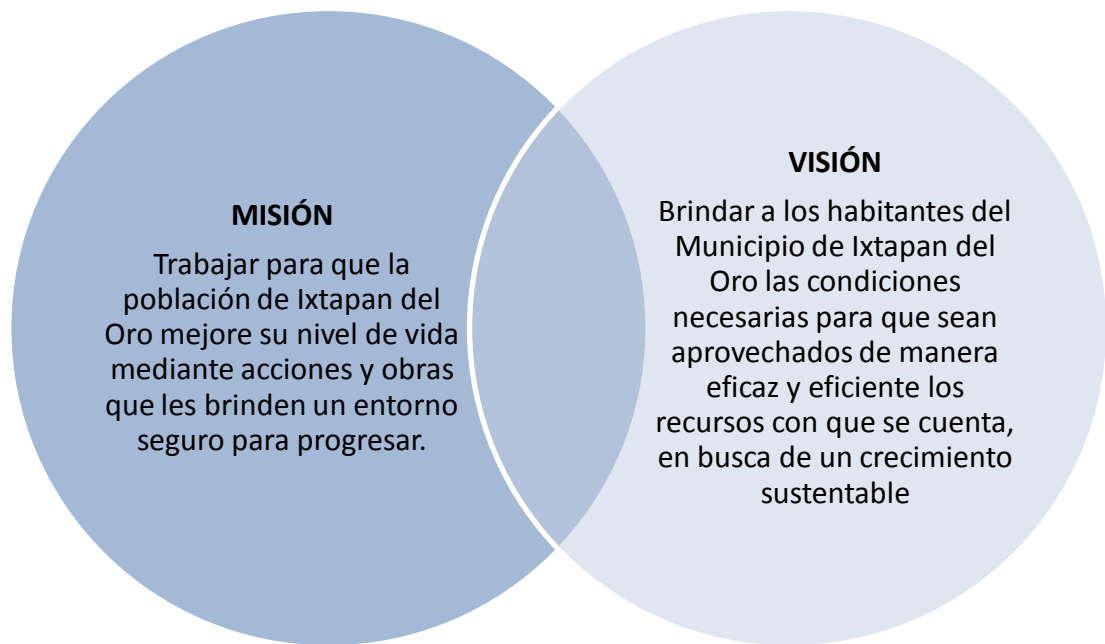 MISIÓN
Trabajar para que la
población de Ixtapan del
Oro mejore su nivel de vida
mediante acciones y obras
que les brinden un entorno
seguro para progresar.
VISIÓN
Brindar a los habitantes del
Municipio de Ixtapan del
Oro las condiciones
necesarias para que sean
aprovechados de manera
eficaz y eficiente los
recursos con que se cuenta,
en busca de un crecimiento
sustentable